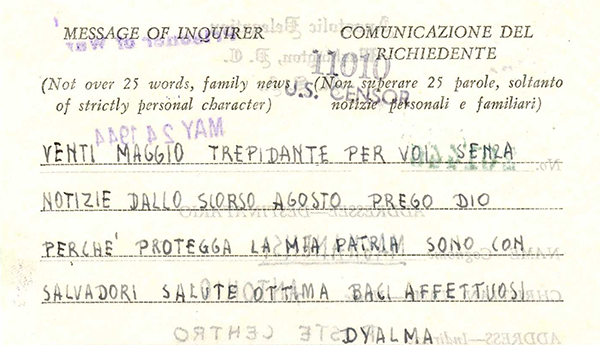 MESSAGE OF INQUIRER
COMUNICAZIONE DEL
RICHIEDENTE
(Not over 25 words, family news
of strictly personal character)
(Non superare 25 parole, soltanto
notizie personali e familiari)
11010
U.S. CENSOR
MAY 24 1944
VENTI MAGGIO TREPIDANTE PER VOI SENZA
NOTIZIE DALLO SCORSO AGOSTO PREGO DIO
PERCHE' PROTEGGA LA MIA PATRIA SONO CON
SALVADORI SALUTE OTTIMA BACI AFFETTUOSI
DYALMA